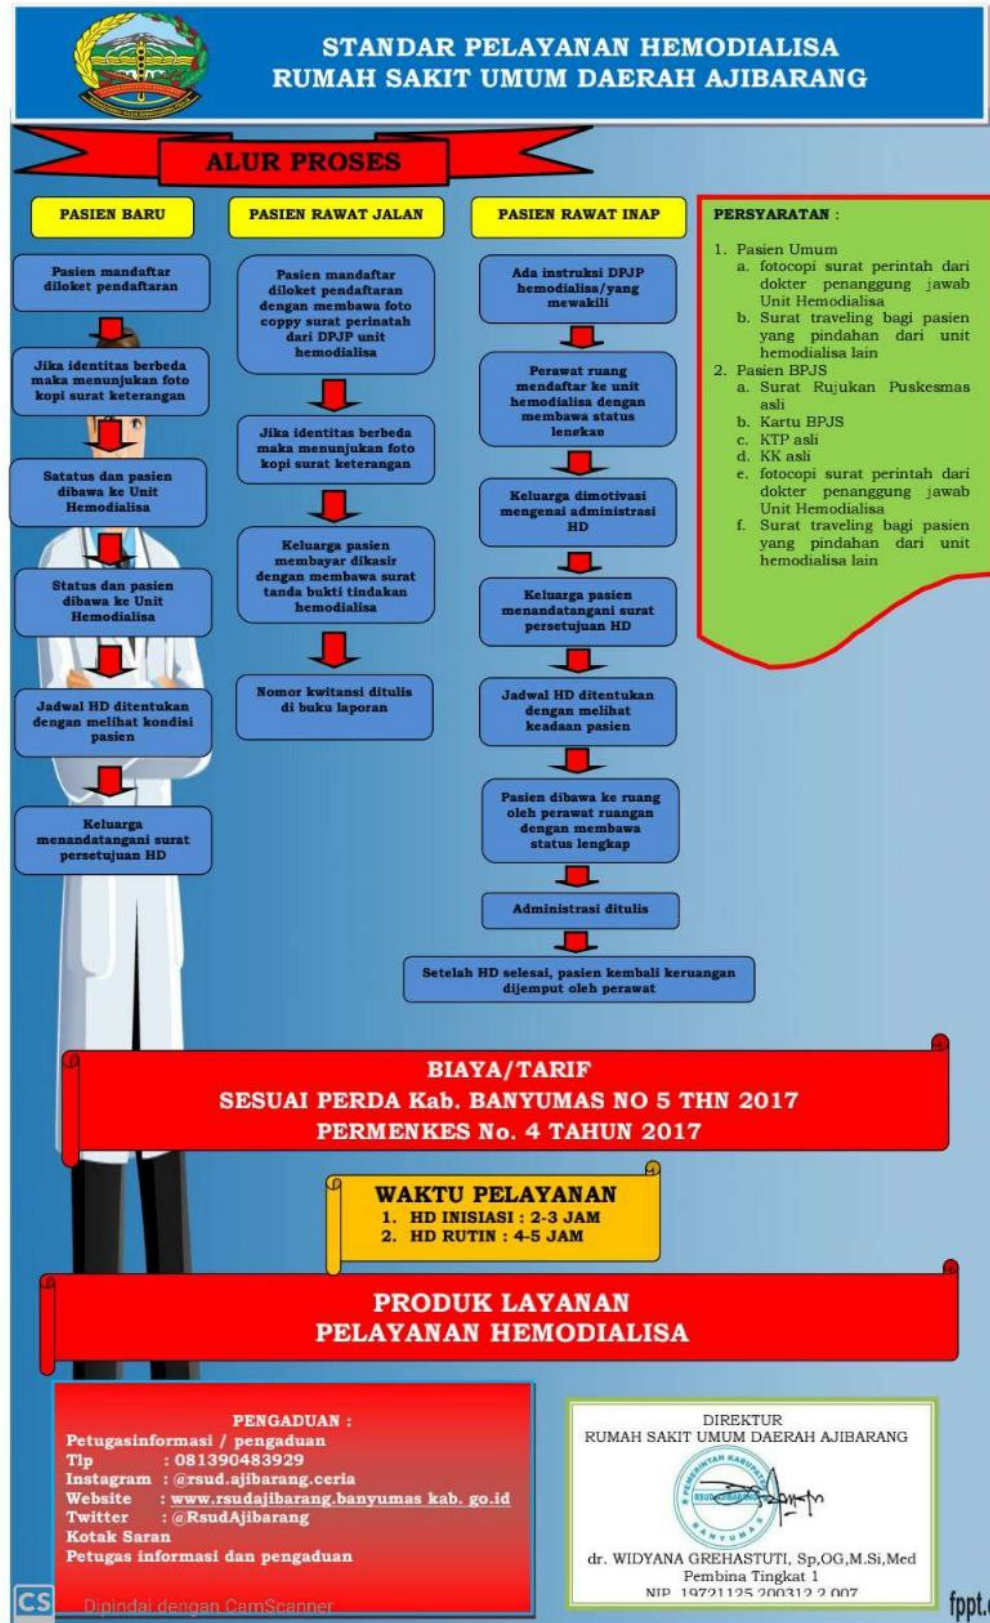 STANDAR PELAYANAN HEMODIALISA
RUMAH SAKIT UMUM DAERAH AJIBARANG
ALUR PROSES
PASIEN BARU
Pasien mandaftar
diloket pendaftaran
Jika identitas berbeda
maka menunjukan foto
kopi surat keterangan
Satatus dan pasien
dibawa ke Unit
Hemodialisa
Status dan pasien
dibawa ke Unit
Hemodialisa
Jadwal HD ditentukan
dengan melihat kondisi
pasien
Keluarga
menandatangani surat
persetujuan HD
PASIEN RAWAT JALAN
Pasien mandaftar
diloket pendaftaran
dengan membawa foto
coppy surat perinatah
dari DPJP unit
hemodialisa
Jika identitas berbeda
maka menunjukan foto
kopi surat keterangan
Keluarga pasien
membayar dikasir
dengan membawa surat
tanda bukti tindakan
hemodialisa
Nomor kwitansi ditulis
di buku laporan
PASIEN RAWAT INAP
Ada instruksi DPJP
hemodialisa/yang
mewakili
Perawat ruang
mendaftar ke unit
hemodialisa dengan
membawa status
lengkap
Keluarga dimotivasi
mengenai administrasi
HD
Keluarga pasien
menandatangani surat
persetujuan HD
Jadwal HD ditentukan
dengan melihat
keadaan pasien
Pasien dibawa ke ruang
oleh perawat ruangan
dengan membawa
status lengkap
Administrasi ditulis
Setelah HD selesai, pasien kembali keruangan
dijemput oleh perawat
PERSYARATAN :
1. Pasien Umum
a. fotocopi surat perintah dari
dokter penanggung jawab
Unit Hemodialisa
b. Surat traveling bagi pasien
yang pindahan dari unit
hemodialisa lain
2. Pasien BPJS
a. Surat Rujukan Puskesmas
asli
b. Kartu BPJS
c. KTP asli
d. KK asli
e. fotocopi surat perintah dari
dokter penanggung jawab
Unit Hemodialisa
f. Surat traveling bagi pasien
yang pindahan dari unit
hemodialisa lain
BIAYA/TARIF
SESUAI PERDA Kab. BANYUMAS NO 5 THN 2017
PERMENKES No. 4 TAHUN 2017
WAKTU PELAYANAN
1. HD INISIASI : 2-3 JAM
2. HD RUTIN : 4-5 JAM
PRODUK LAYANAN
PELAYANAN HEMODIALISA
PENGADUAN :
Petugasinformasi / pengaduan
Tlp : 081390483929
Instagram : @rsud.ajibarang.ceria
Website : www.rsudajibarang.banyumas kab. go.id
Twitter : @RsudAjibarang
Kotak Saran
Petugas informasi dan pengaduan
DIREKTUR
RUMAH SAKIT UMUM DAERAH AJIBARANG
PEMERINTAH KABUPATEN
BANYUMAS
dr. WIDYANA GREHASTUTI, Sp,OG,M.Si,Med
Pembina Tingkat 1
NIP. 19721125 200312 2 007
CS Dipindai dengan CamScanner